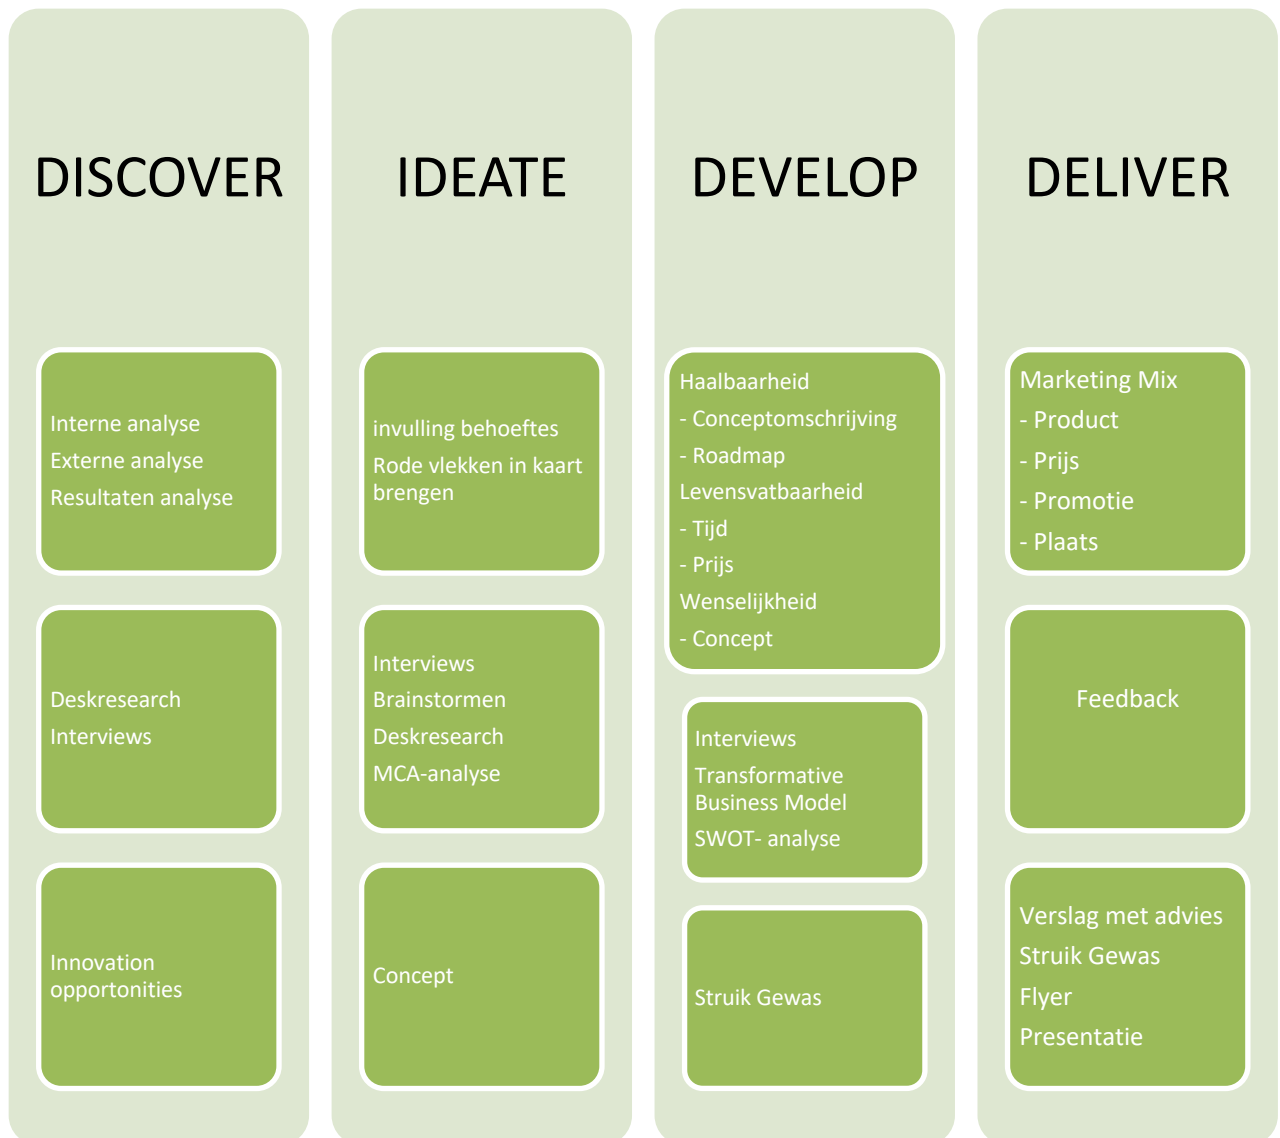 DISCOVER
Interne analyse
Externe analyse
Resultaten analyse
Deskresearch
Interviews
Innovation
opportonities
IDEATE
invulling behoeftes
Rode vlekken in kaart
brengen
Interviews
Brainstormen
Deskresearch
MCA-analyse
Concept
DEVELOP
Haalbaarheid
- Conceptomschrijving
- Roadmap
Levensvatbaarheid
- Tijd
- Prijs
Wenselijkheid
- Concept
Interviews
Transformative
Business Model
SWOT- analyse
Struik Gewas
DELIVER
Marketing Mix
- Product
- Prijs
- Promotie
- Plaats
Feedback
Verslag met advies
Struik Gewas
Flyer
Presentatie